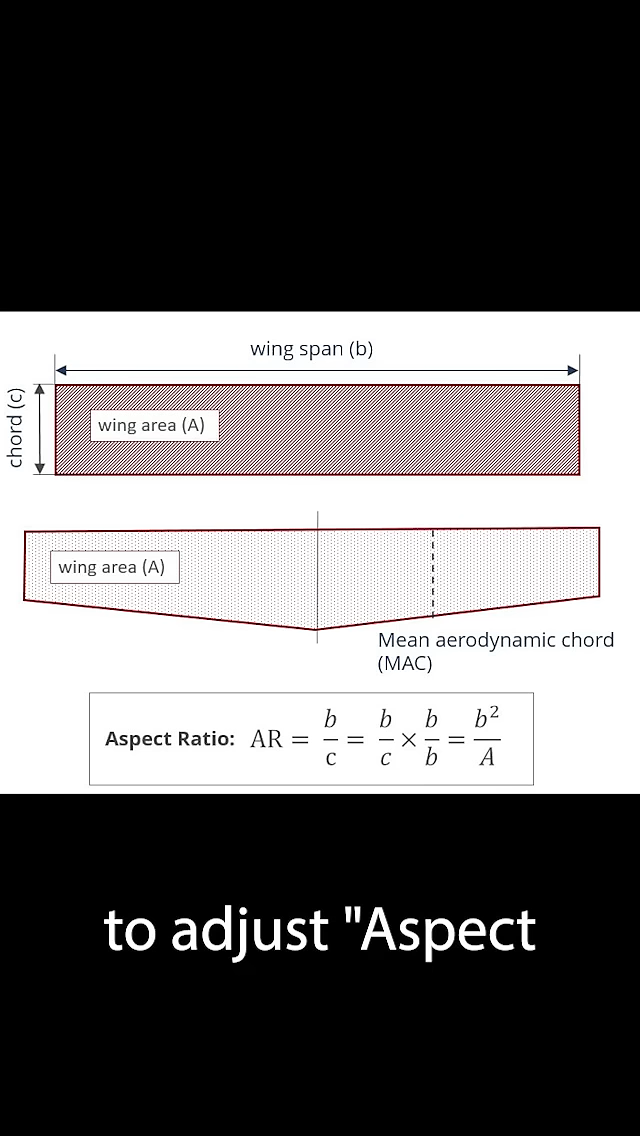 wing span (b)
chord (c)
wing area (A)
wing area (A)
Mean aerodynamic chord
(MAC)
Aspect Ratio: AR = b/c = b/c × b/b = b²/A
to adjust "Aspect